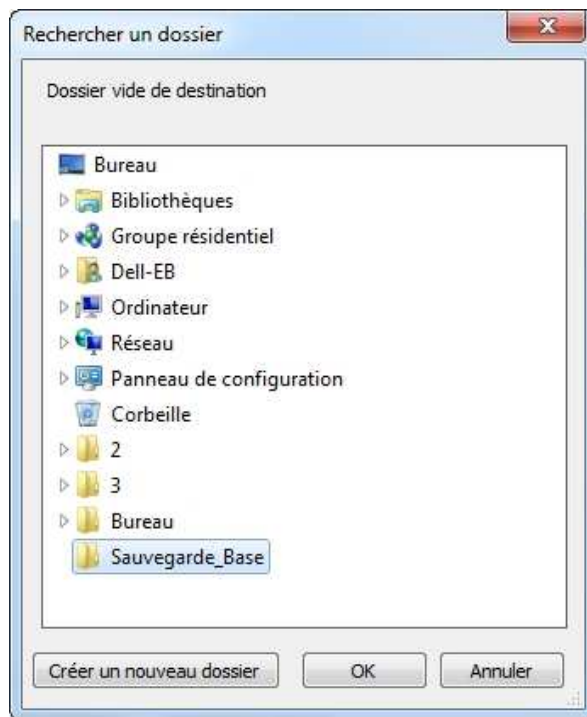 Rechercher un dossier
Dossier vide de destination
Bureau
Bibliothèques
Groupe résidentiel
Dell-EB
Ordinateur
Réseau
Panneau de configuration
Corbeille
2
3
Bureau
Sauvegarde_Base
Créer un nouveau dossier
OK
Annuler